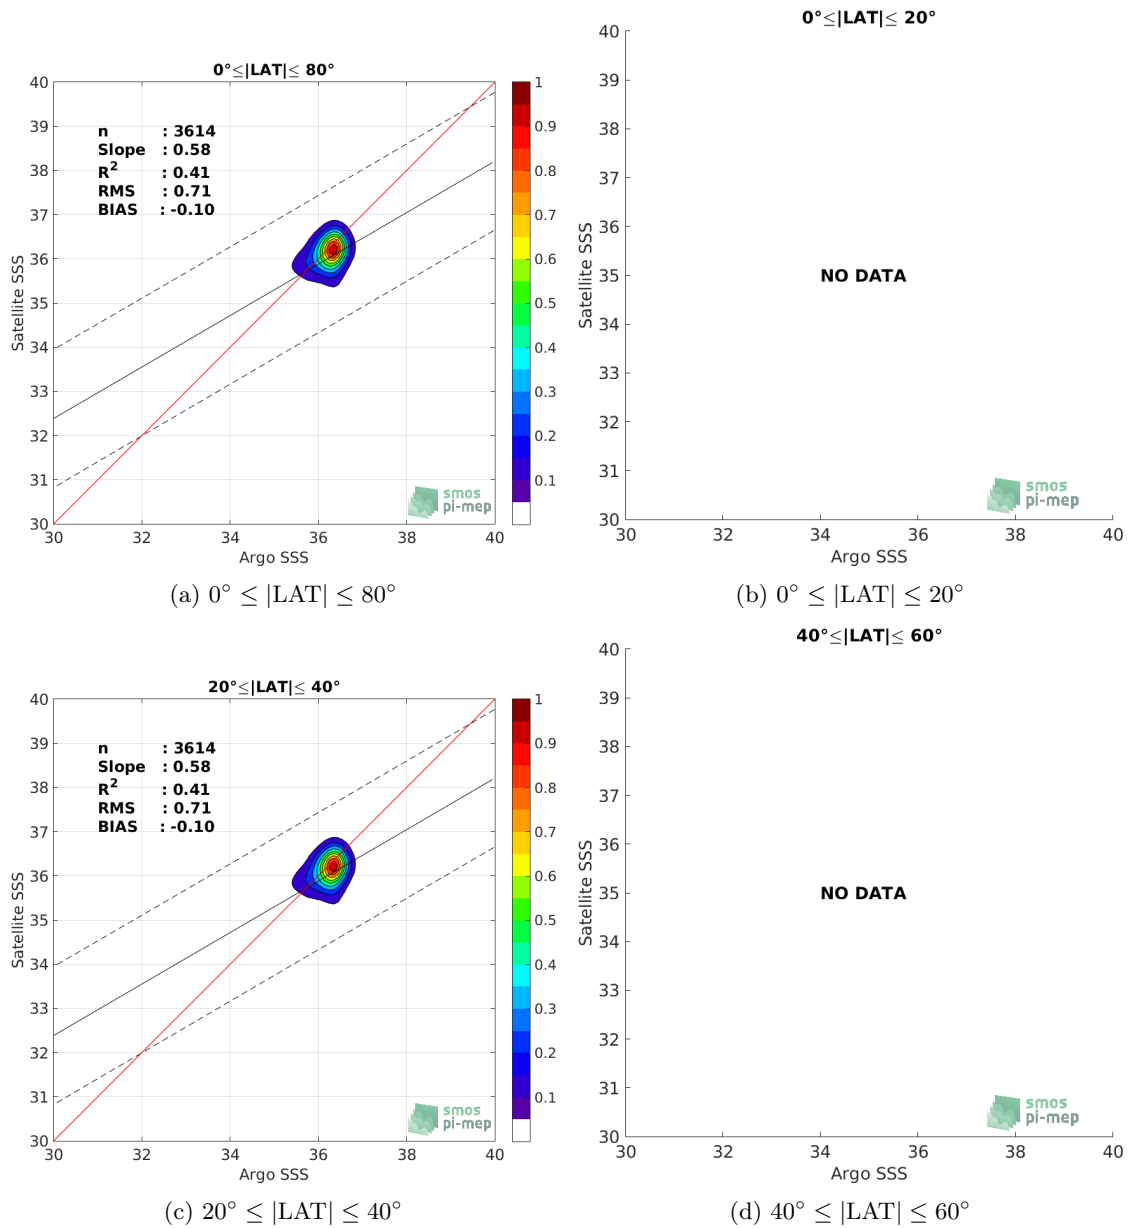 0°≤|LAT|≤ 80°
40
39
38
37
36
35
34
33
32
31
30
Satellite SSS
n : 3614
Slope : 0.58
R² : 0.41
RMS : 0.71
BIAS : -0.10
smos
pi-mep
30 32 34 36 38 40
Argo SSS
1
0.9
0.8
0.7
0.6
0.5
0.4
0.3
0.2
0.1
(a) 0° ≤ |LAT| ≤ 80°
0°≤|LAT|≤ 20°
40
39
38
37
36
35
34
33
32
31
30
Satellite SSS
NO DATA
smos
pi-mep
30 32 34 36 38 40
Argo SSS
(b) 0° ≤ |LAT| ≤ 20°
20°≤|LAT|≤ 40°
40
39
38
37
36
35
34
33
32
31
30
Satellite SSS
n : 3614
Slope : 0.58
R² : 0.41
RMS : 0.71
BIAS : -0.10
smos
pi-mep
30 32 34 36 38 40
Argo SSS
1
0.9
0.8
0.7
0.6
0.5
0.4
0.3
0.2
0.1
(c) 20° ≤ |LAT| ≤ 40°
40°≤|LAT|≤ 60°
40
39
38
37
36
35
34
33
32
31
30
Satellite SSS
NO DATA
smos
pi-mep
30 32 34 36 38 40
Argo SSS
(d) 40° ≤ |LAT| ≤ 60°